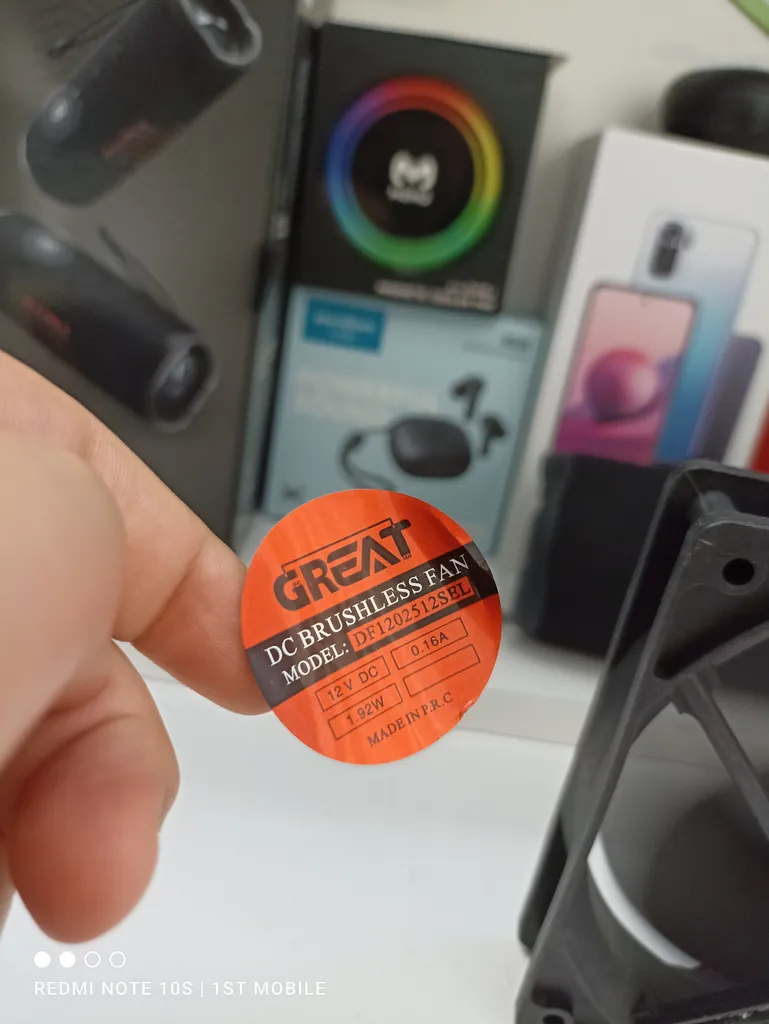 GREAT
DC BRUSHLESS FAN
MODEL: DF1202512SEL
12V DC
0.16A
1.92W
MADE IN P.R.C
REDMI NOTE 10S | 1ST MOBILE